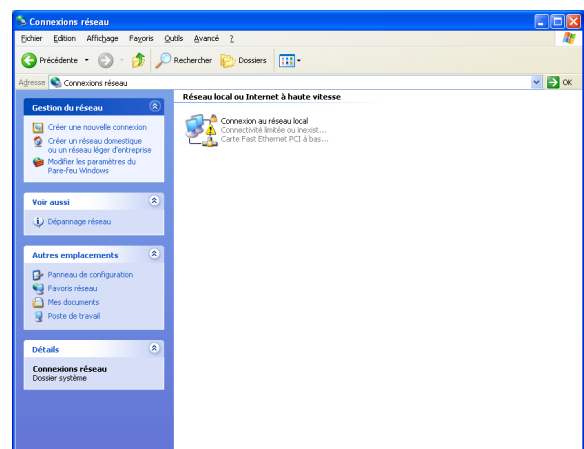 Connexions réseau
Fichier Edition Affichage Favoris Outils Avancé ?
Précédente Rechercher Dossiers
Adresse Connexions réseau OK
Gestion du réseau
Créer une nouvelle connexion
Créer un réseau domestique
ou un réseau léger d'entreprise
Modifier les paramètres du
Pare-feu Windows
Voir aussi
Dépannage réseau
Autres emplacements
Panneau de configuration
Favoris réseau
Mes documents
Poste de travail
Détails
Connexions réseau
Dossier système
Réseau local ou Internet à haute vitesse
Connexion au réseau local
Connectivité limitée ou inexist...
Carte Fast Ethernet PCI à bas...